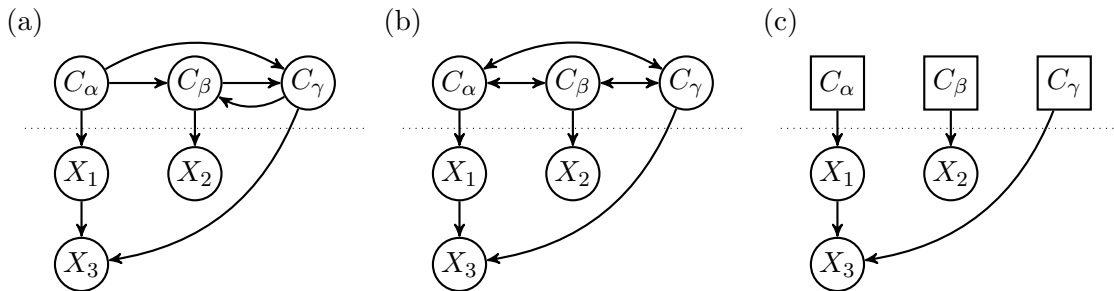 (a) (b) (c)
C_α C_β C_γ C_α C_β C_γ C_α C_β C_γ
X_1 X_2 X_1 X_2 X_1 X_2
X_3 X_3 X_3